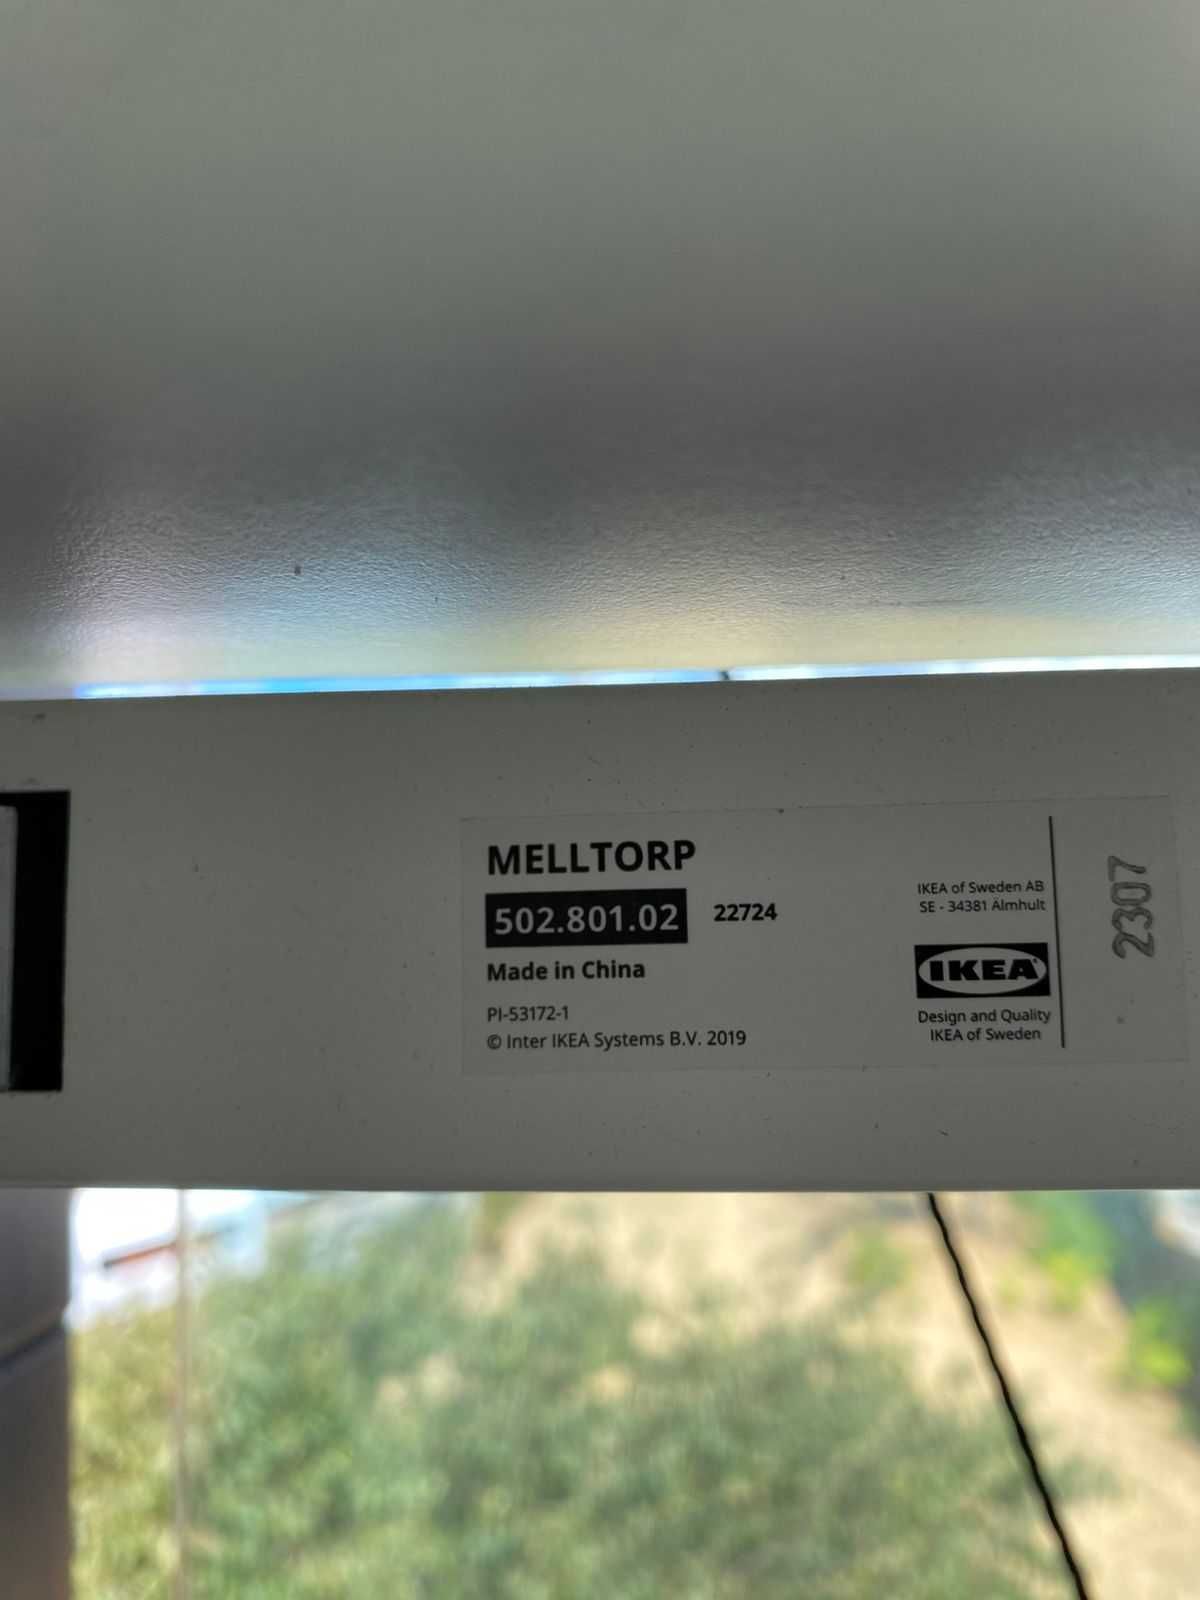 MELLTORP
502.801.02 22724
Made in China
PI-53172-1
© Inter IKEA Systems B.V. 2019
IKEA of Sweden AB
SE - 34381 Älmhult
IKEA®
Design and Quality
IKEA of Sweden
2307